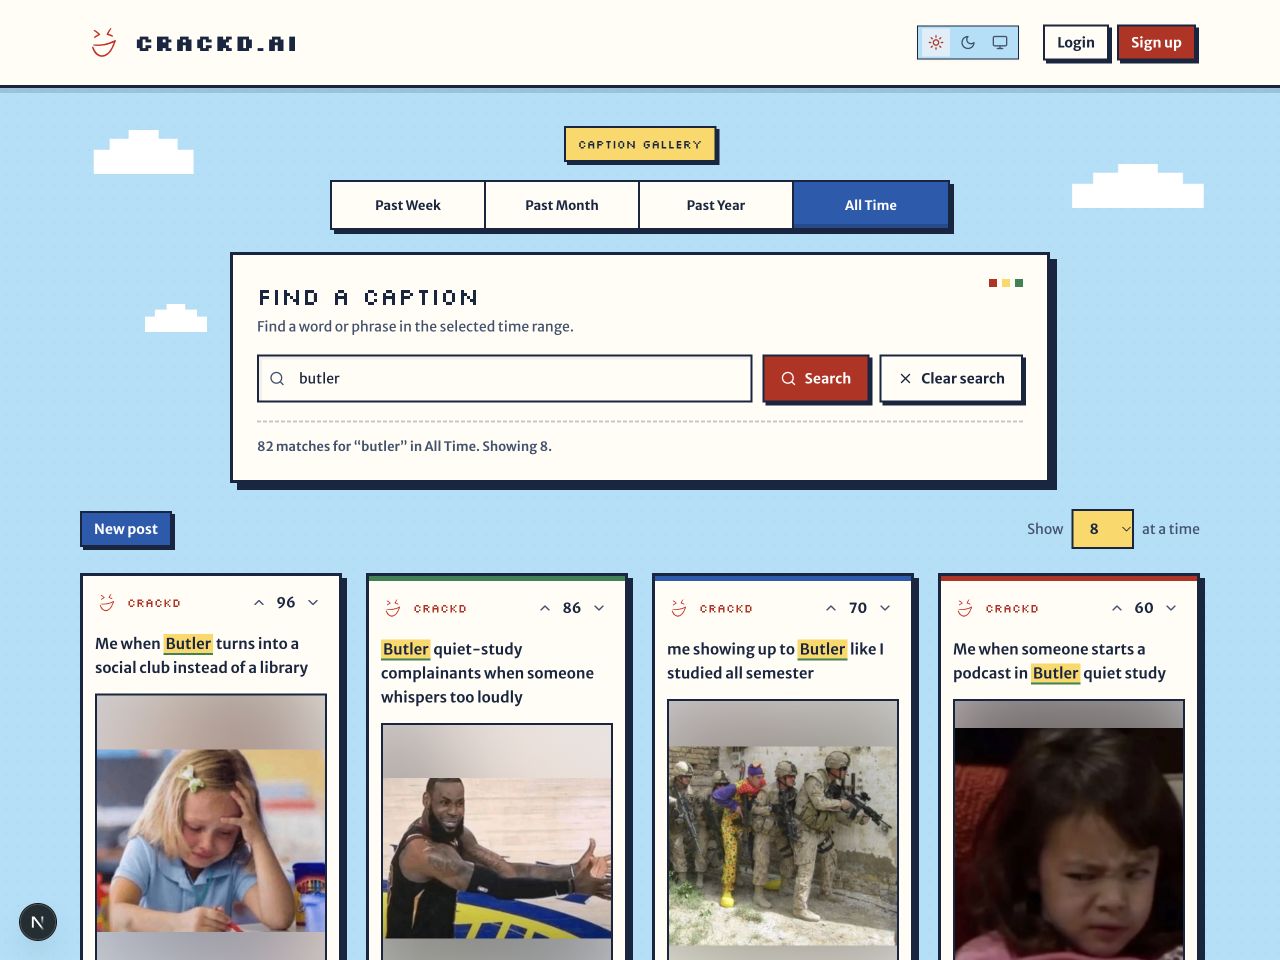 CRACKD.AI
Login
Sign up
CAPTION GALLERY
Past Week
Past Month
Past Year
All Time
FIND A CAPTION
Find a word or phrase in the selected time range.
butler
Search
Clear search
82 matches for “butler” in All Time. Showing 8.
New post
Show
8
at a time
CRACKD
96
Me when Butler turns into a
social club instead of a library
CRACKD
86
Butler quiet-study
complainants when someone
whispers too loudly
CRACKD
70
me showing up to Butler like I
studied all semester
CRACKD
60
Me when someone starts a
podcast in Butler quiet study
N